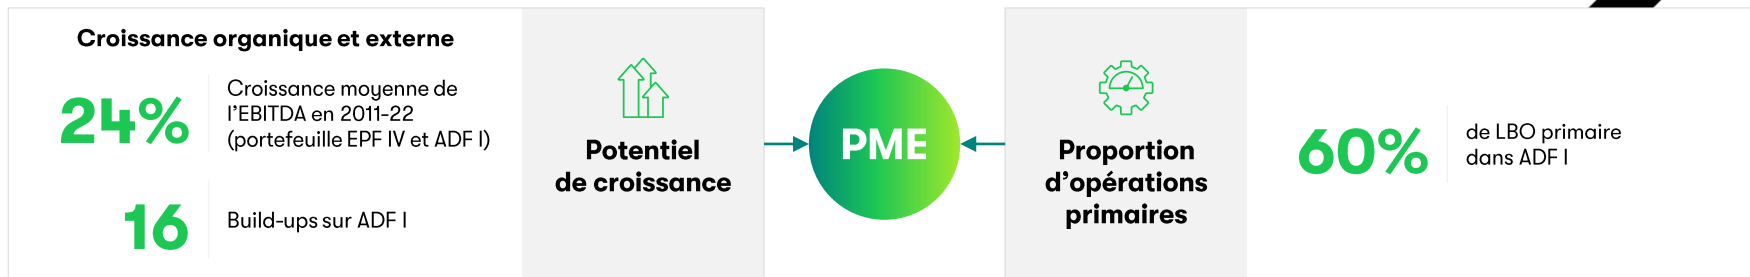 Croissance organique et externe
24%
Croissance moyenne de
l'EBITDA en 2011-22
(portefeuille EPF IV et ADF I)
16
Build-ups sur ADF I
Potentiel
de croissance
PME
Proportion
d'opérations
primaires
60%
de LBO primaire
dans ADF I